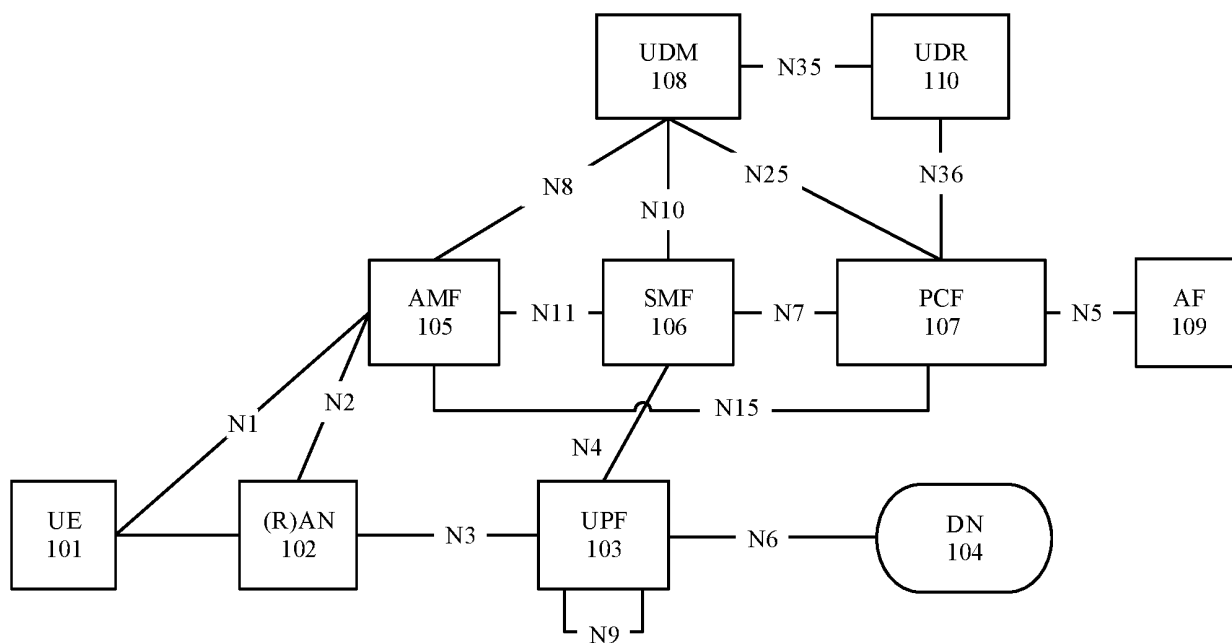 UDM
108
N35
UDR
110
N8
N10
N25
N36
AMF
105
N11
SMF
106
N7
PCF
107
N5
AF
109
N1
N2
N15
N4
UE
101
(R)AN
102
N3
UPF
103
N6
DN
104
N9